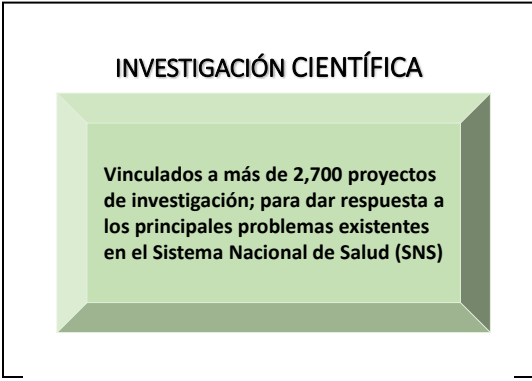 INVESTIGACIÓN CIENTÍFICA
Vinculados a más de 2,700 proyectos
de investigación; para dar respuesta a
los principales problemas existentes
en el Sistema Nacional de Salud (SNS)